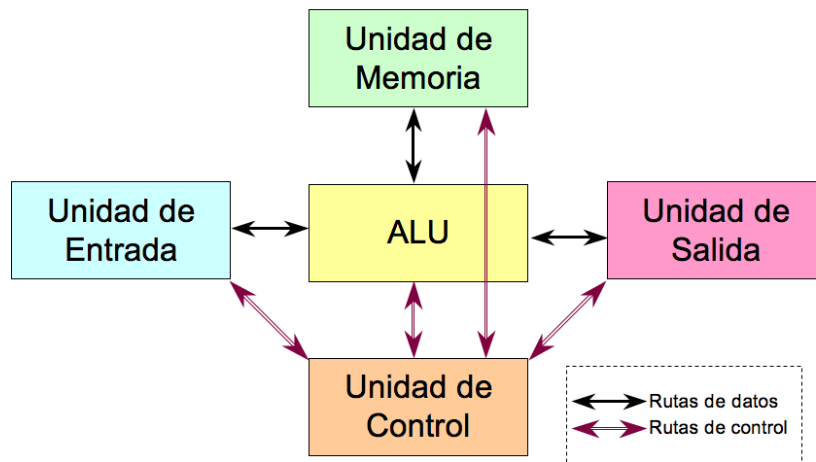 Unidad de
Memoria
Unidad de
Entrada
ALU
Unidad de
Salida
Unidad de
Control
Rutas de datos
Rutas de control